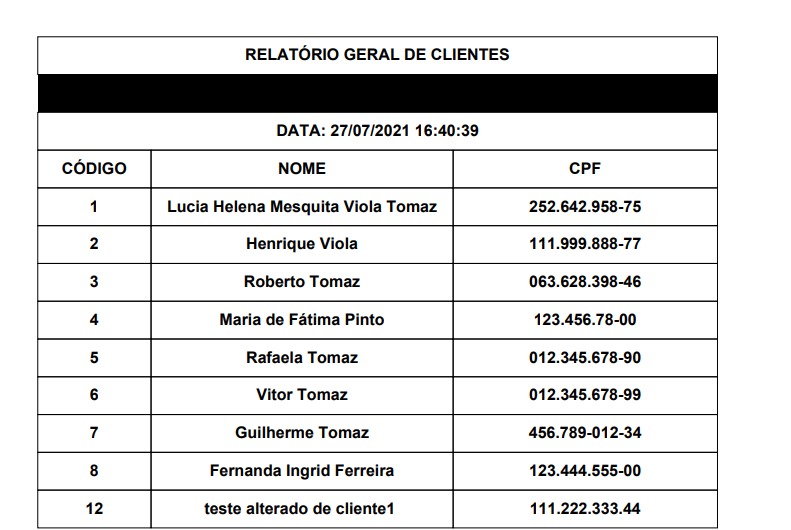 RELATÓRIO GERAL DE CLIENTES
DATA: 27/07/2021 16:40:39
CÓDIGO NOME CPF
1 Lucia Helena Mesquita Viola Tomaz 252.642.958-75
2 Henrique Viola 111.999.888-77
3 Roberto Tomaz 063.628.398-46
4 Maria de Fátima Pinto 123.456.78-00
5 Rafaela Tomaz 012.345.678-90
6 Vitor Tomaz 012.345.678-99
7 Guilherme Tomaz 456.789-012-34
8 Fernanda Ingrid Ferreira 123.444.555-00
12 teste alterado de cliente1 111.222.333.44